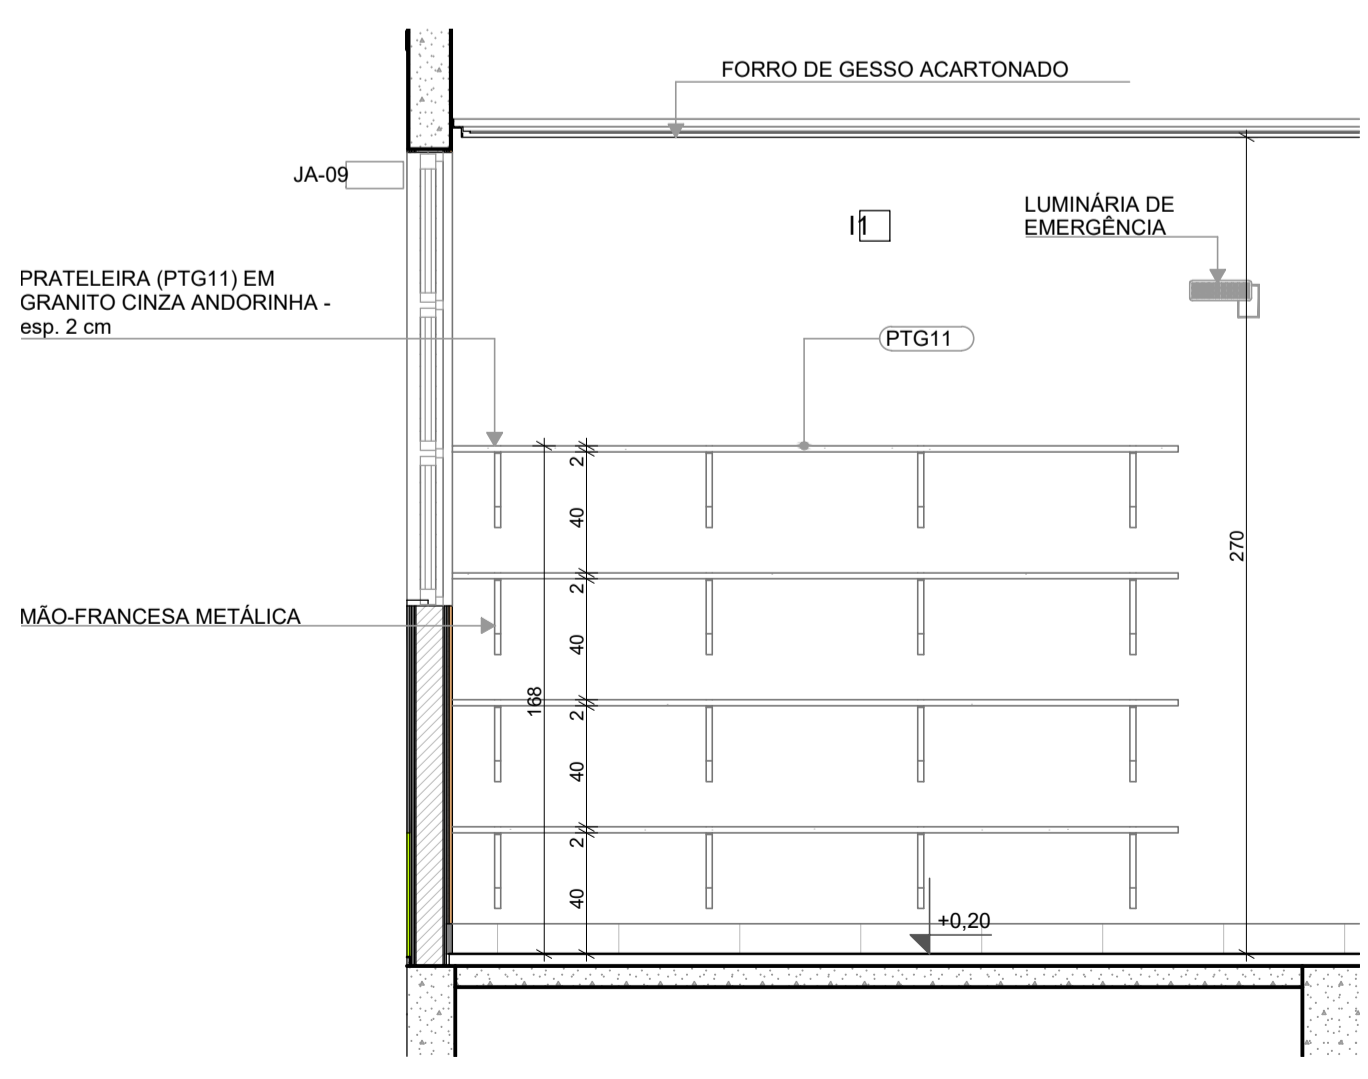 FORRO DE GESSO ACARTONADO
JA-09
I1
LUMINÁRIA DE
EMERGÊNCIA
PRATELEIRA (PTG11) EM
GRANITO CINZA ANDORINHA -
esp. 2 cm
PTG11
2
40
270
2
MÃO-FRANCESA METÁLICA
40
168
2
40
2
40
+0,20